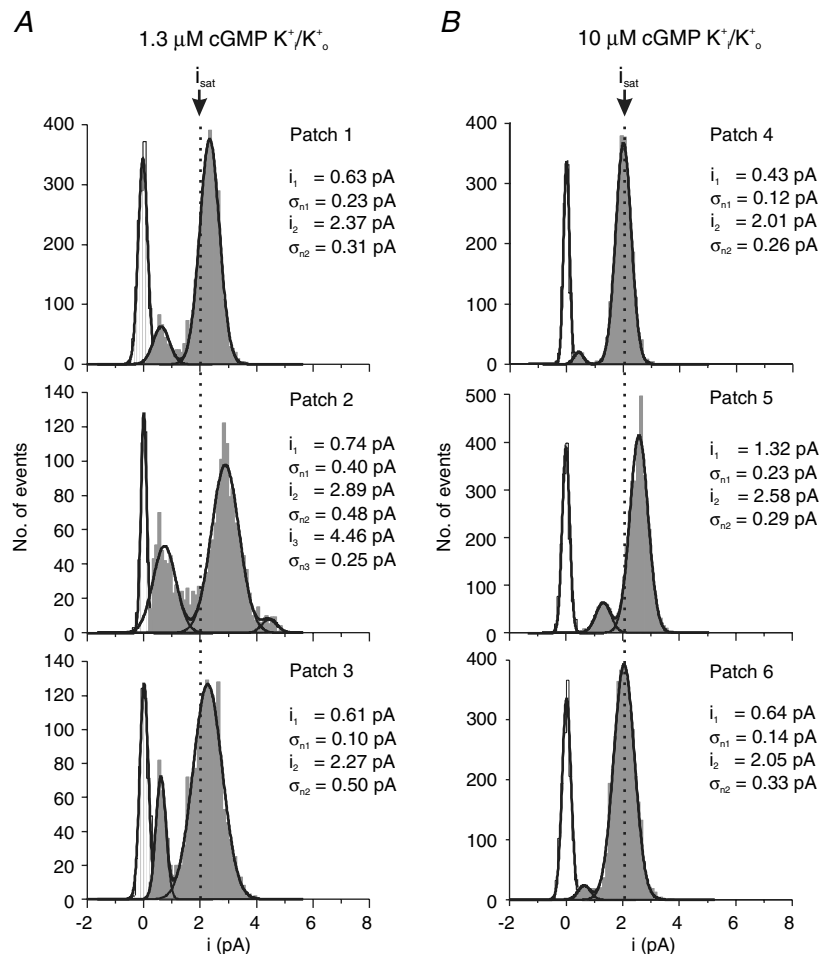 A
1.3 μM cGMP K⁺ᵢ/K⁺ₒ
i_sat
Patch 1
i₁ = 0.63 pA
σₙ₁ = 0.23 pA
i₂ = 2.37 pA
σₙ₂ = 0.31 pA
400
300
200
100
0
Patch 2
i₁ = 0.74 pA
σₙ₁ = 0.40 pA
i₂ = 2.89 pA
σₙ₂ = 0.48 pA
i₃ = 4.46 pA
σₙ₃ = 0.25 pA
No. of events
140
120
100
80
60
40
20
0
Patch 3
i₁ = 0.61 pA
σₙ₁ = 0.10 pA
i₂ = 2.27 pA
σₙ₂ = 0.50 pA
140
120
100
80
60
40
20
0
-2 0 2 4 6 8
i (pA)
B
10 μM cGMP K⁺ᵢ/K⁺ₒ
i_sat
Patch 4
i₁ = 0.43 pA
σₙ₁ = 0.12 pA
i₂ = 2.01 pA
σₙ₂ = 0.26 pA
400
300
200
100
0
Patch 5
i₁ = 1.32 pA
σₙ₁ = 0.23 pA
i₂ = 2.58 pA
σₙ₂ = 0.29 pA
No. of events
500
400
300
200
100
0
Patch 6
i₁ = 0.64 pA
σₙ₁ = 0.14 pA
i₂ = 2.05 pA
σₙ₂ = 0.33 pA
400
300
200
100
0
-2 0 2 4 6 8
i (pA)